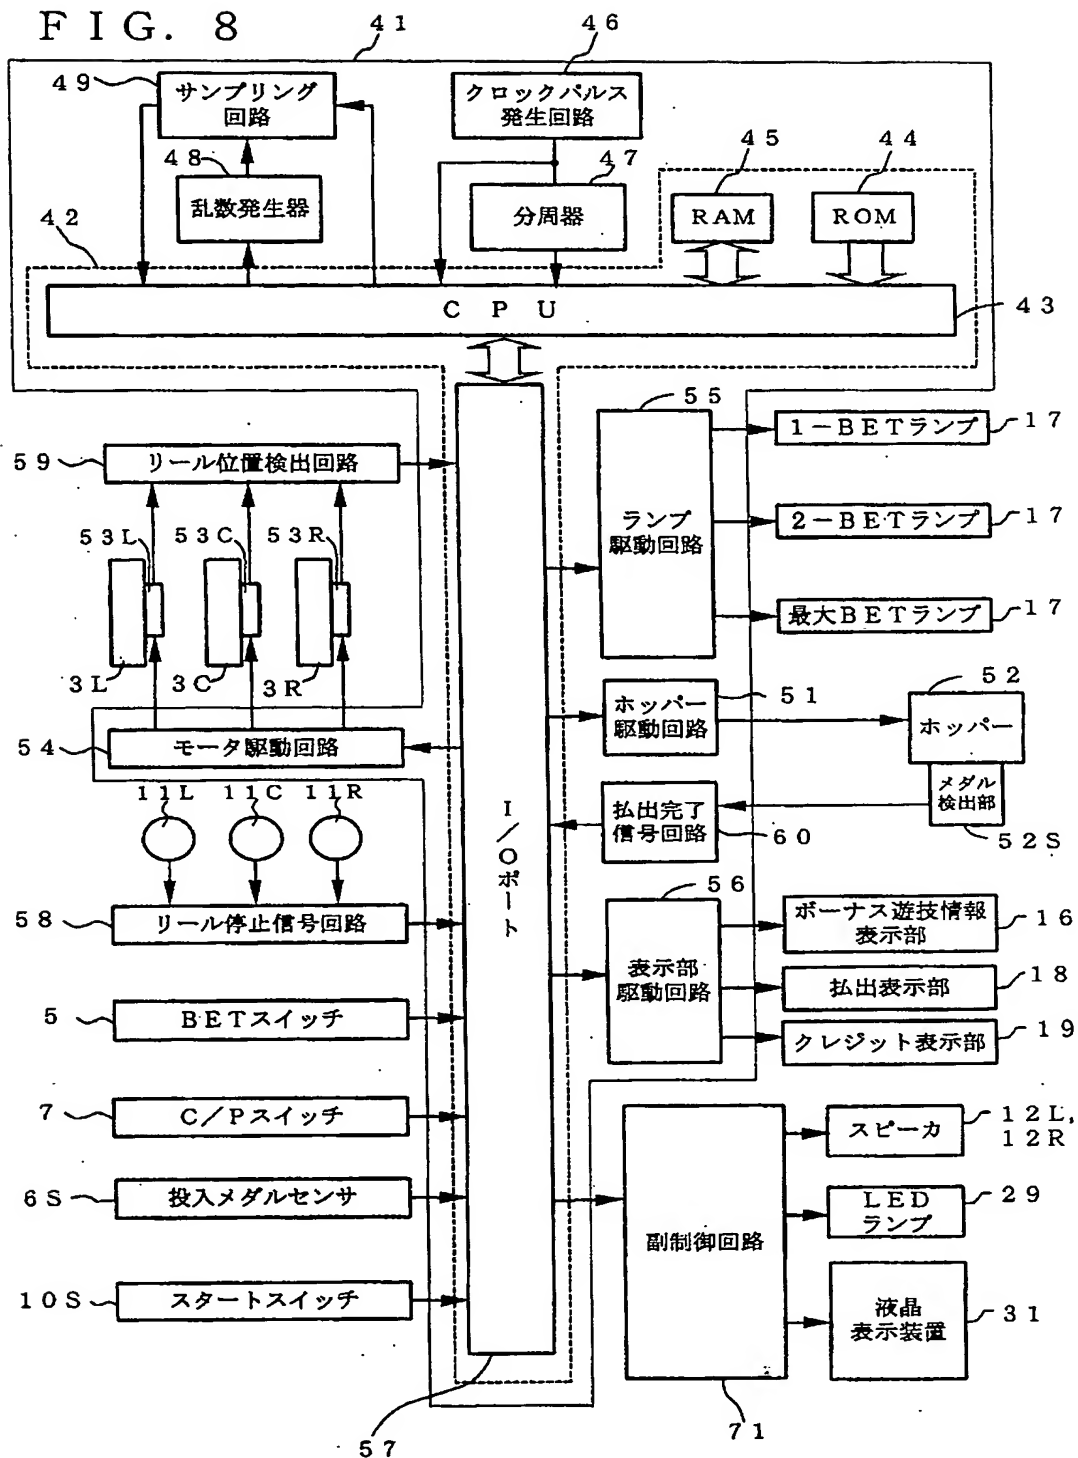 ＦＩＧ．８
４１
４６
４９
サンプリング
回路
クロックパルス
発生回路
４８
４７
４５
４４
乱数発生器
分周器
ＲＡＭ
ＲＯＭ
４２
ＣＰＵ
４３
５５
１－ＢＥＴランプ
１７
５９
リール位置検出回路
ランプ
駆動回路
２－ＢＥＴランプ
１７
５３Ｌ
５３Ｃ
５３Ｒ
最大ＢＥＴランプ
１７
３Ｌ
３Ｃ
３Ｒ
５１
５２
ホッパー
駆動回路
ホッパー
５４
モータ駆動回路
メダル
検出部
１１Ｌ
１１Ｃ
１１Ｒ
払出完了
信号回路
６０
５２Ｓ
Ｉ／Ｏポート
５６
５８
リール停止信号回路
ボーナス遊技情報
表示部
１６
表示部
駆動回路
払出表示部
１８
５
ＢＥＴスイッチ
クレジット表示部
１９
７
Ｃ／Ｐスイッチ
スピーカ
１２Ｌ，
１２Ｒ
６Ｓ
投入メダルセンサ
ＬＥＤ
ランプ
２９
副制御回路
１０Ｓ
スタートスイッチ
液晶
表示装置
３１
５７
７１